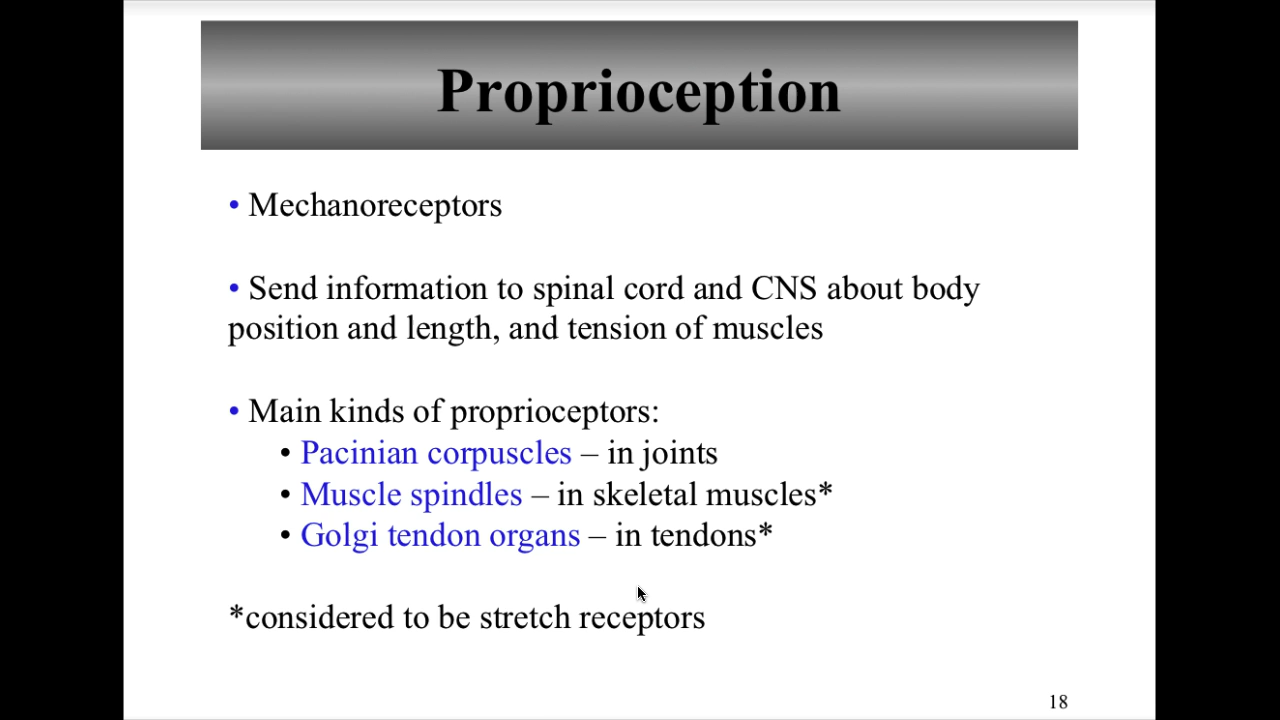 Proprioception
• Mechanoreceptors
• Send information to spinal cord and CNS about body
position and length, and tension of muscles
• Main kinds of proprioceptors:
• Pacinian corpuscles – in joints
• Muscle spindles – in skeletal muscles*
• Golgi tendon organs – in tendons*
*considered to be stretch receptors
18